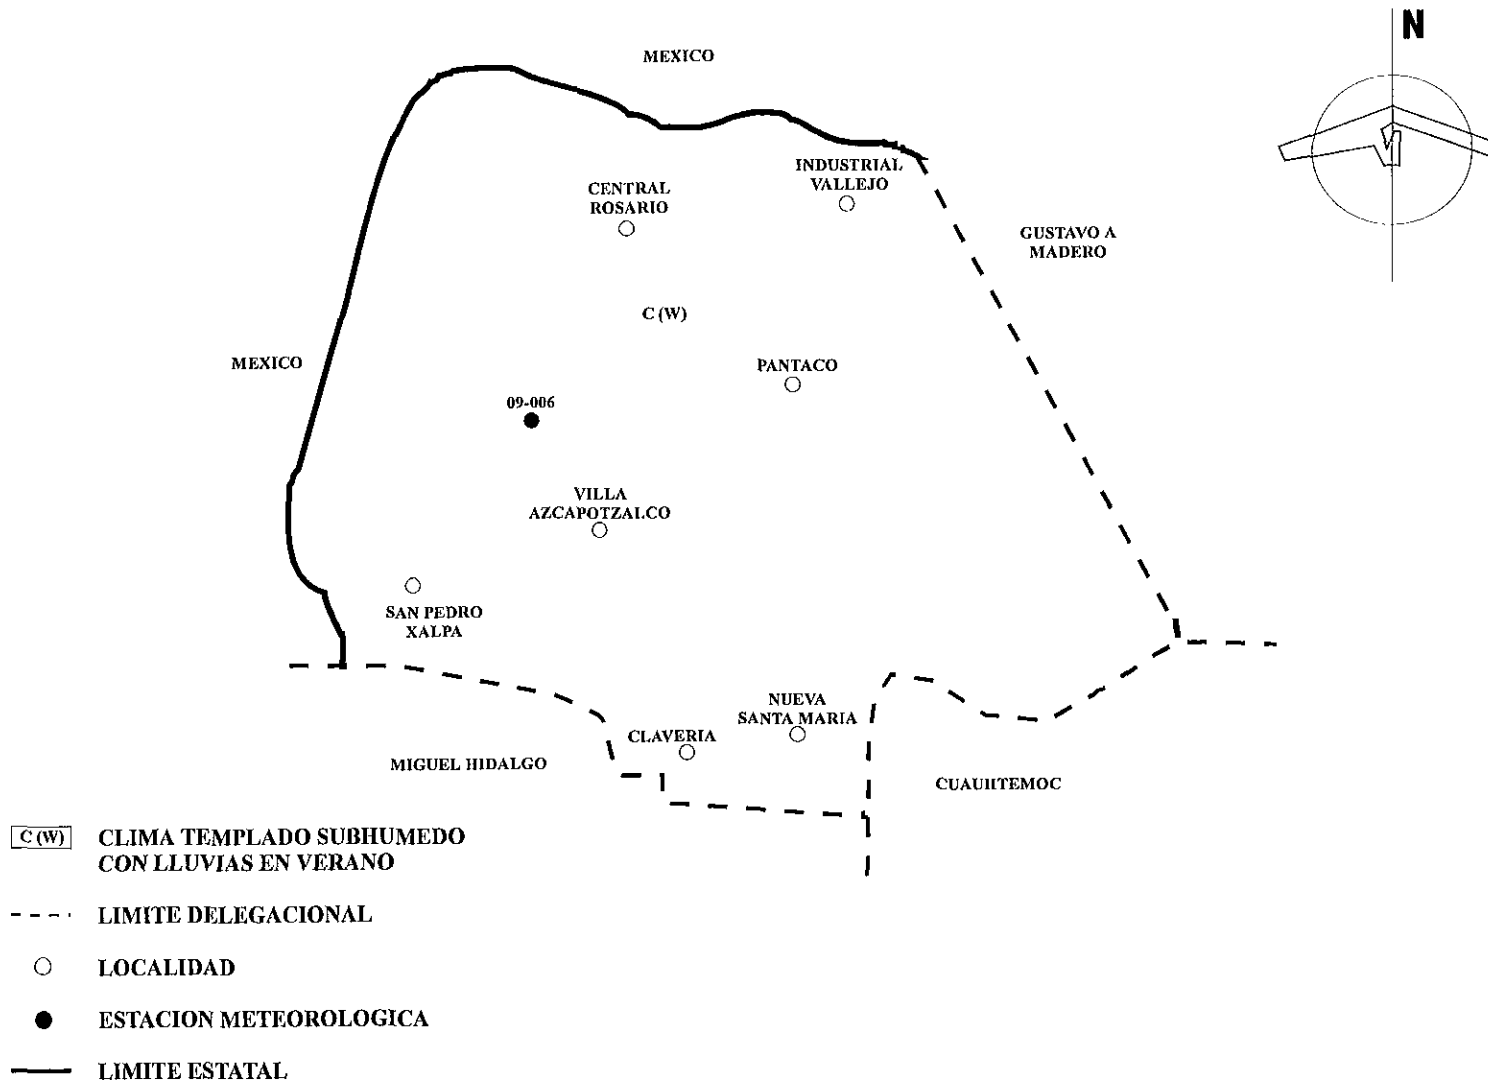 N
MEXICO
INDUSTRIAL
VALLEJO
CENTRAL
ROSARIO
GUSTAVO A
MADERO
C (W)
MEXICO
PANTACO
09-006
VILLA
AZCAPOTZALCO
SAN PEDRO
XALPA
NUEVA
SANTA MARIA
CLAVERIA
MIGUEL HIDALGO
CUAUHTEMOC
C (W) CLIMA TEMPLADO SUBHUMEDO
CON LLUVIAS EN VERANO
LIMITE DELEGACIONAL
LOCALIDAD
ESTACION METEOROLOGICA
LIMITE ESTATAL